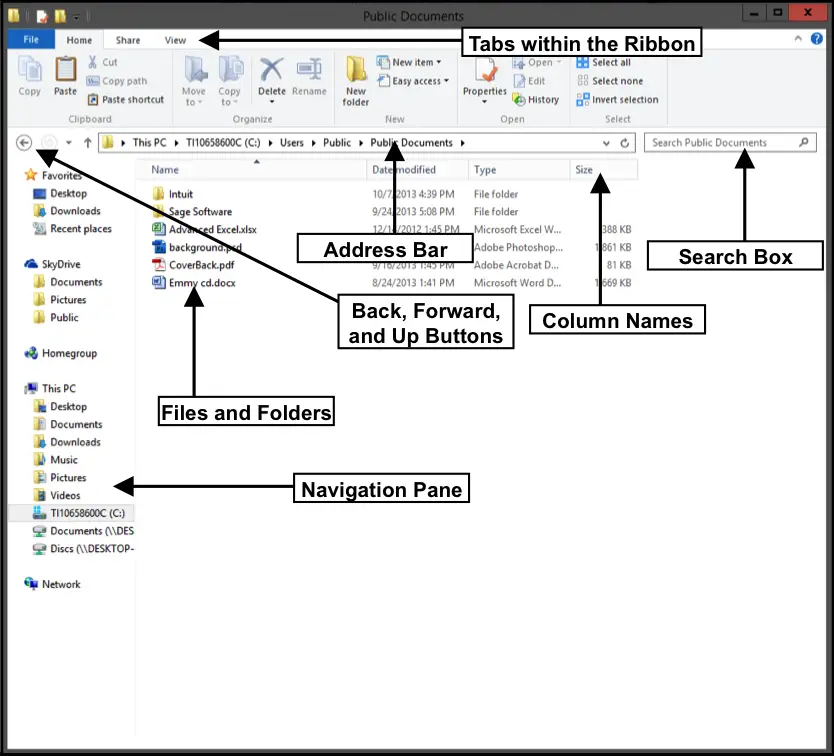 Public Documents
File Home Share View
Tabs within the Ribbon
Copy
Paste
Cut
Copy path
Paste shortcut
Clipboard
Move to
Copy to
Delete
Rename
Organize
New folder
New item
Easy access
New
Properties
Open
Edit
History
Open
Select all
Select none
Invert selection
Select
This PC TI10658600C (C:) Users Public Public Documents
Search Public Documents
Favorites
Desktop
Downloads
Recent places
SkyDrive
Documents
Pictures
Public
Homegroup
This PC
Desktop
Documents
Downloads
Music
Pictures
Videos
TI10658600C (C:)
Documents (\\DES
Discs (\\DESKTOP-
Network
Name Date modified Type Size
Intuit 10/7/2013 4:39 PM File folder
Sage Software 9/24/2013 5:08 PM File folder
Advanced Excel.xlsx 2012 1:45 PM Microsoft Excel W... 388 KB
background.psd Adobe Photoshop... 1,861 KB
CoverBack.pdf 9/16/2013 1:45 PM Adobe Acrobat D... 81 KB
Emmy cd.docx 8/24/2013 1:41 PM Microsoft Word D... 669 KB
Address Bar
Search Box
Back, Forward,
and Up Buttons
Column Names
Files and Folders
Navigation Pane